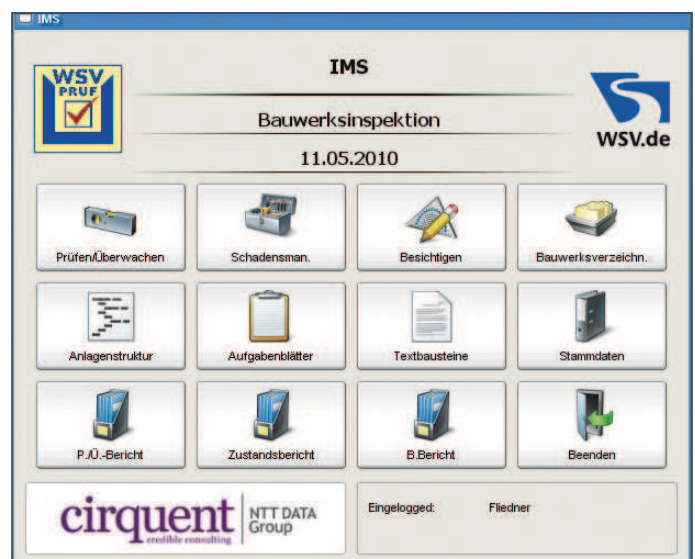 IMS
WSV
PRÜF
IMS
Bauwerksinspektion
11.05.2010
WSV.de
Prüfen/Überwachen
Schadensman.
Besichtigen
Bauwerksverzeichn.
Anlagenstruktur
Aufgabenblätter
Textbausteine
Stammdaten
P./Ü.-Bericht
Zustandsbericht
B.Bericht
Beenden
cirquent
credible consulting
NTT DATA
Group
Eingelogged: Fliedner